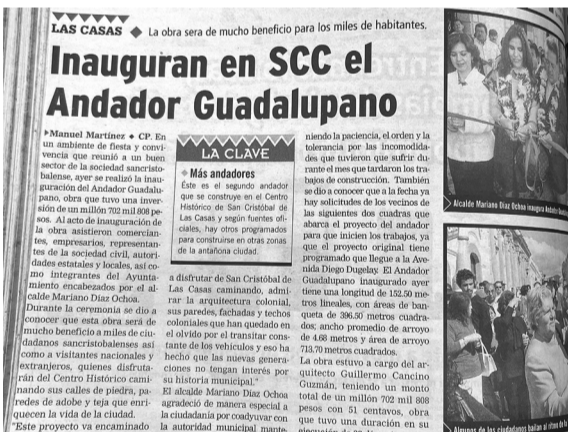 LAS CASAS ◆ La obra sera de mucho beneficio para los miles de habitantes.
Inauguran en SCC el
Andador Guadalupano
▸Manuel Martínez ◆ CP. En
un ambiente de fiesta y convi-
vencia que reunió a un buen
sector de la sociedad sancristo-
balense, ayer se realizó la inau-
guración del Andador Guadalu-
pano, obra que tuvo una inver-
sión de un millón 702 mil 808 pe-
sos. Al acto de inauguración de
la obra asistieron comercian-
tes, empresarios, representan-
tes de la sociedad civil, autori-
dades estatales y locales, así co-
mo integrantes del Ayunta-
miento encabezados por el al-
calde Mariano Díaz Ochoa.
Durante la ceremonia se dio a
conocer que esta obra será de
mucho beneficio a miles de ciu-
dadanos sancristobalenses así
como a visitantes nacionales y
extranjeros, quienes disfruta-
rán del Centro Histórico cami-
nando sus calles de piedra, pa-
redes de adobe y teja que enri-
quecen la vida de la ciudad.
"Este proyecto va encaminado
LA CLAVE
◆ Más andadores
Este es el segundo andador
que se construye en el Centro
Histórico de San Cristóbal de
Las Casas y según fuentes ofi-
ciales, hay otros programados
para construirse en otras zonas
de la antañona ciudad.
a disfrutar de San Cristóbal de
Las Casas caminando, admi-
rar la arquitectura colonial,
sus paredes, fachadas y techos
coloniales que han quedado en
el olvido por el transitar cons-
tante de los vehículos y eso ha
hecho que las nuevas genera-
ciones no tengan interés por
su historia municipal."
El alcalde Mariano Díaz Ochoa
agradeció de manera especial a
la ciudadanía por coadyuvar con
la autoridad municipal mante-
niendo la paciencia, el orden y la
tolerancia por las incomodida-
des que tuvieron que sufrir du-
rante el mes que tardaron los tra-
bajos de construcción. También
se dio a conocer que a la fecha ya
hay solicitudes de los vecinos de
las siguientes dos cuadras que
abarca el proyecto del andador
para que inicien los trabajos, ya
que el proyecto original tiene
programado que llegue a la Ave-
nida Diego Dugelay. El Andador
Guadalupano inaugurado ayer
tiene una longitud de 152.50 me-
tros lineales, con áreas de ban-
queta de 396.50 metros cuadra-
dos; ancho promedio de arroyo
de 4.68 metros y área de arroyo
713.70 metros cuadrados.
La obra estuvo a cargo del ar-
quitecto Guillermo Cancino
Guzmán, teniendo un monto
total de un millón 702 mil 808
pesos con 51 centavos, obra
que tuvo una duración en su
Alcalde Mariano Díaz Ochoa inaugura Andador
Algunos de los ciudadanos bailan al ritmo de la